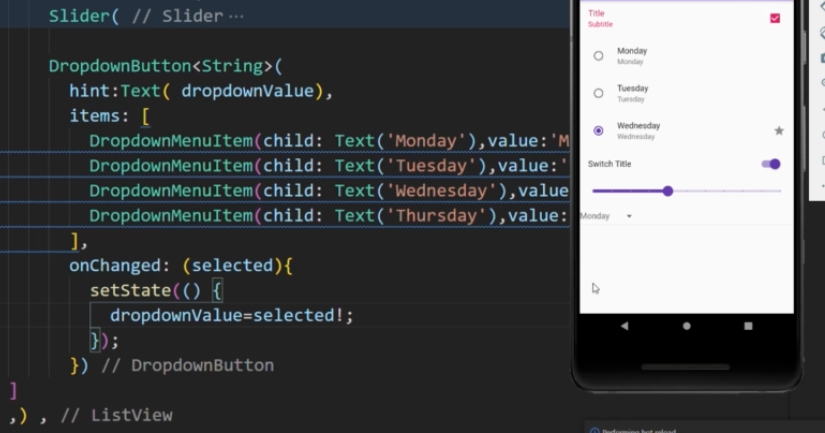 Slider( // Slider ...
DropdownButton<String>(
hint:Text( dropdownValue),
items: [
DropdownMenuItem(child: Text('Monday'),value:'M
DropdownMenuItem(child: Text('Tuesday'),value:'
DropdownMenuItem(child: Text('Wednesday'),value
DropdownMenuItem(child: Text('Thursday'),value:
],
onChanged: (selected){
setState(() {
dropdownValue=selected!;
});
}) // DropdownButton
]
,) , // ListView
Title
Subtitle
Monday
Monday
Tuesday
Tuesday
Wednesday
Wednesday
Switch Title
Monday
Performing hot reload